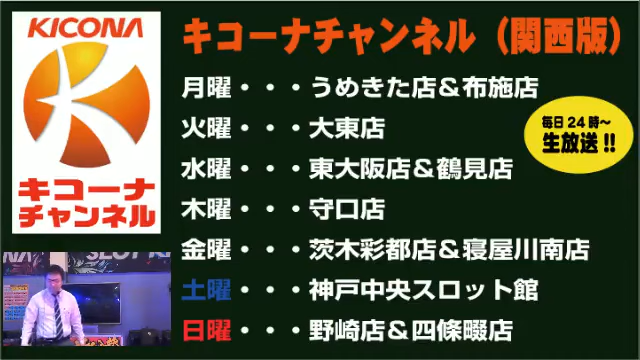 KICONA
キコーナ
チャンネル
キコーナチャンネル（関西版）
月曜・・・うめきた店＆布施店
火曜・・・大東店
水曜・・・東大阪店＆鶴見店
木曜・・・守口店
金曜・・・茨木彩都店＆寝屋川南店
土曜・・・神戸中央スロット館
日曜・・・野崎店＆四條畷店
毎日24時～
生放送!!